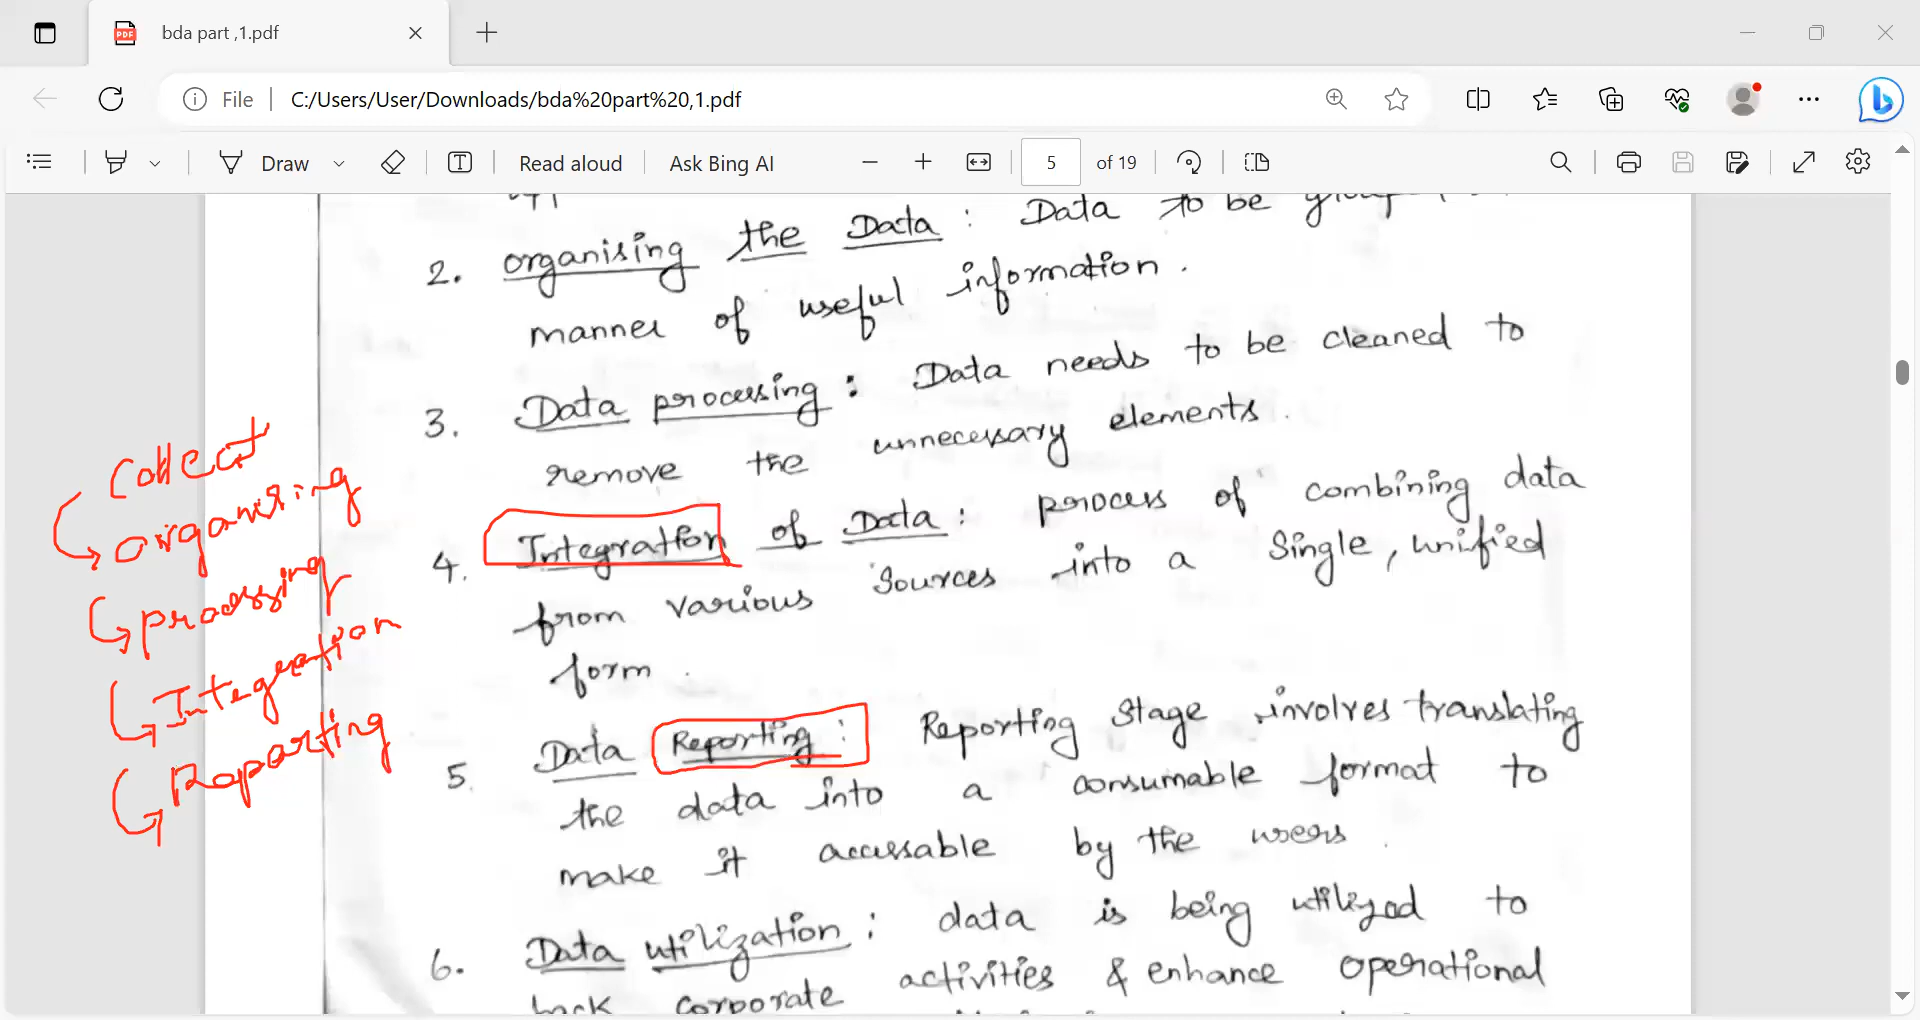 bda part ,1.pdf
File | C:/Users/User/Downloads/bda%20part%20,1.pdf
Draw Read aloud Ask Bing AI 5 of 19
2. organising the Data : Data to be
manner of useful information .
3. Data processing : Data needs to be cleaned to
remove the unnecessary elements .
4. Integration of Data : process of combining data
from various sources into a single, unified
form .
5. Data Reporting : Reporting stage involves translating
the data into a consumable format to
make it accessable by the users .
6. Data utilization : data is being utilized to
back corporate activities & enhance operational
Collect
organising
processing
Integration
Reporting